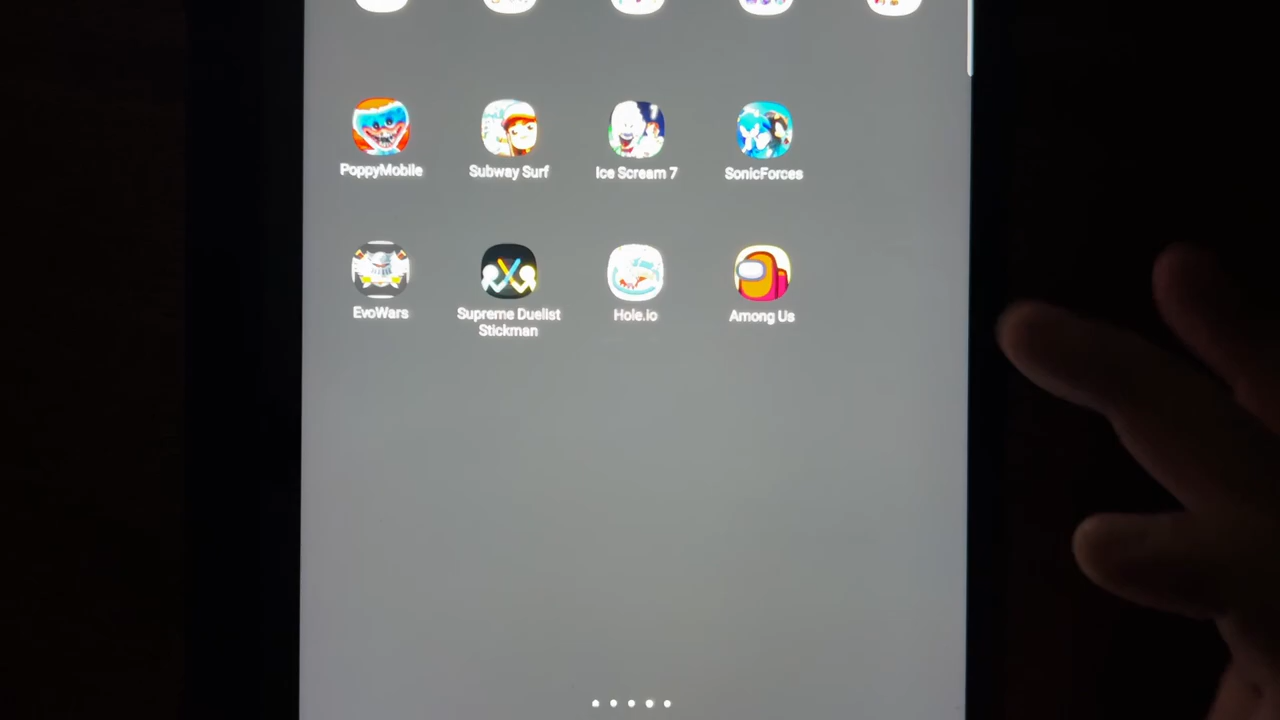 PoppyMobile
Subway Surf
Ice Scream 7
SonicForces
EvoWars
Supreme Duelist
Stickman
Hole.io
Among Us